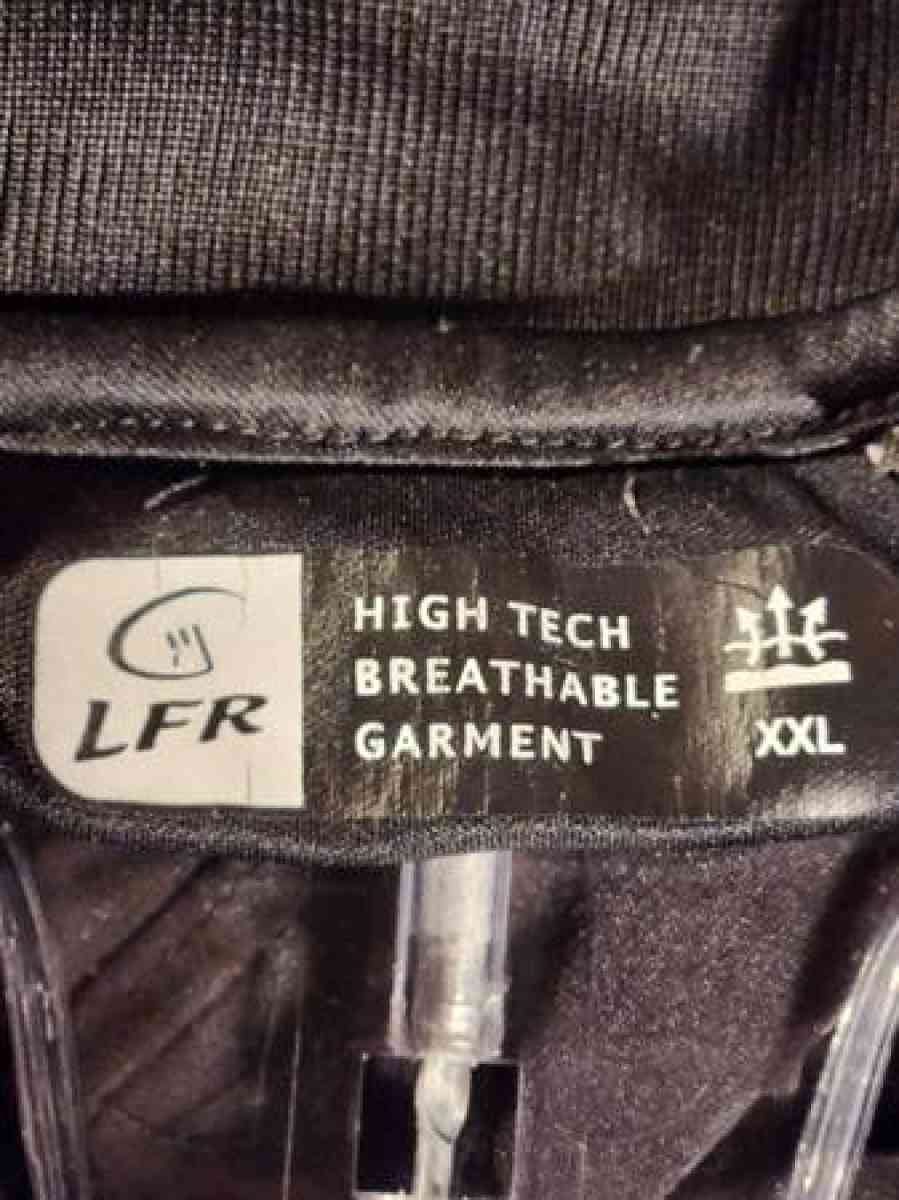 LFR
HIGH TECH
BREATHABLE
GARMENT
XXL